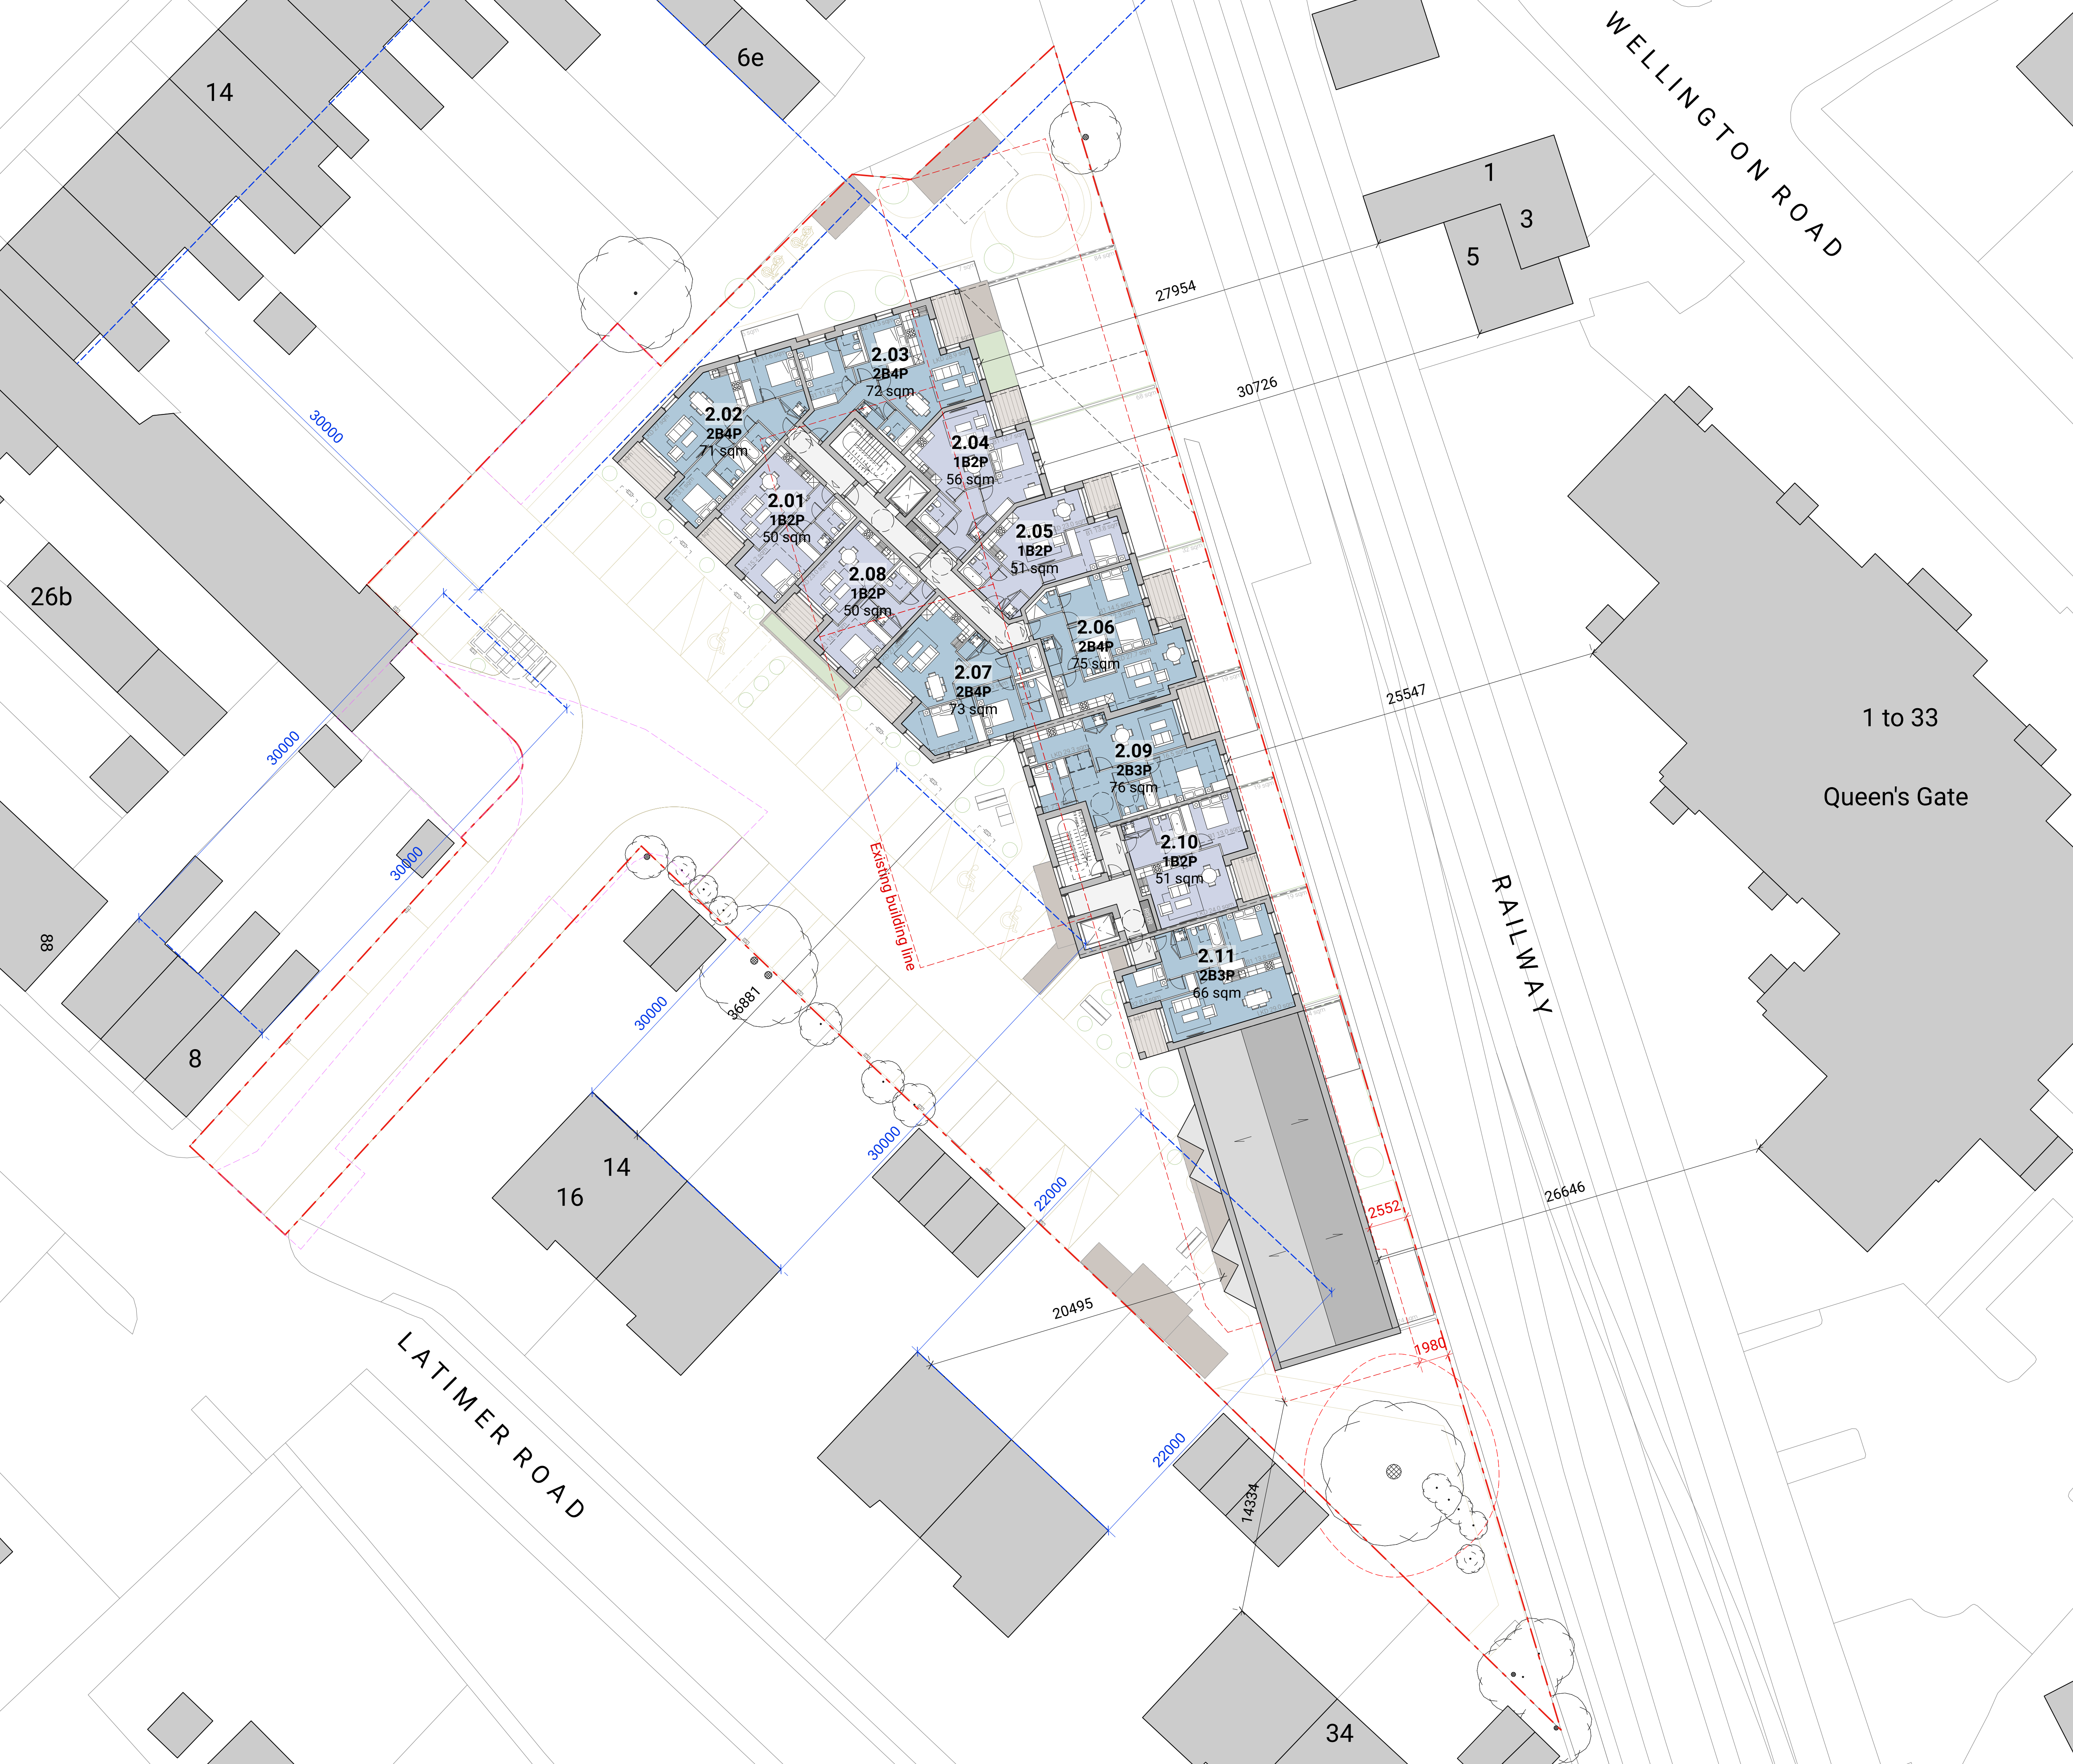 WELLINGTON ROAD
6e
14
1
3
5
27954
30726
2.03
2B4P
72 sqm
2.02
2B4P
71 sqm
30000
2.04
1B2P
56 sqm
2.01
1B2P
50 sqm
2.05
1B2P
51 sqm
2.08
1B2P
50 sqm
26b
2.06
2B4P
75 sqm
2.07
2B4P
73 sqm
25547
1 to 33
Queen's Gate
30000
2.09
2B3P
76 sqm
30000
2.10
1B2P
51 sqm
Existing building line
RAILWAY
88
2.11
2B3P
66 sqm
36881
30000
8
30000
14
16
22000
2552
26646
20495
1980
LATIMER ROAD
22000
14334
34